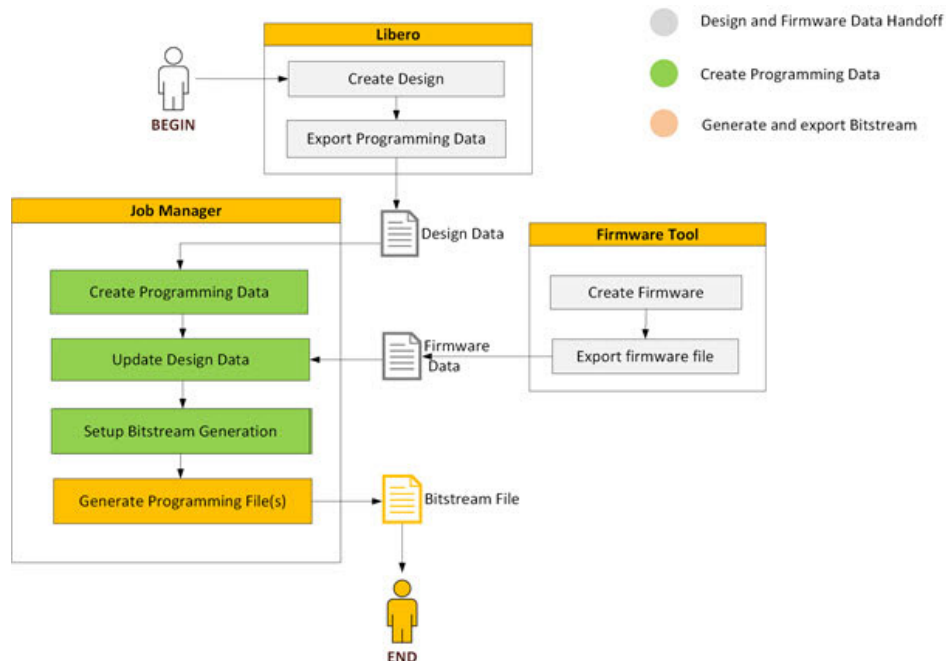 Libero
Create Design
Export Programming Data
BEGIN
Design and Firmware Data Handoff
Create Programming Data
Generate and export Bitstream
Job Manager
Design Data
Create Programming Data
Update Design Data
Setup Bitstream Generation
Generate Programming File(s)
Firmware Tool
Create Firmware
Export firmware file
Firmware
Data
Bitstream File
END